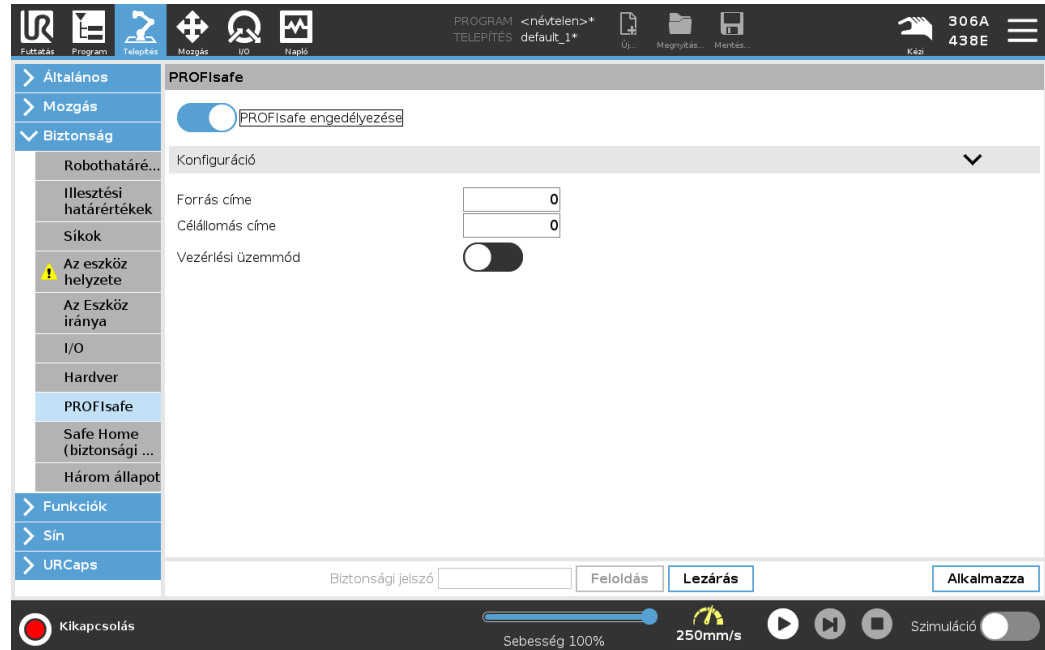 PROGRAM <névtelen>*
TELEPÍTÉS default_1*
306A
438E
Futtatás Program Telepítés Mozgás I/O Napló Új... Megnyitás... Mentés... Kézi
Általános
Mozgás
Biztonság
Robothatáré...
Illesztési
határértékek
Síkok
Az eszköz
helyzete
Az Eszköz
iránya
I/O
Hardver
PROFIsafe
Safe Home
(biztonsági ...
Három állapot
Funkciók
Sín
URCaps
PROFIsafe
PROFIsafe engedélyezése
Konfiguráció
Forrás címe 0
Célállomás címe 0
Vezérlési üzemmód
Biztonsági jelszó Feloldás Lezárás Alkalmazza
Kikapcsolás
Sebesség 100%
250mm/s
Szimuláció